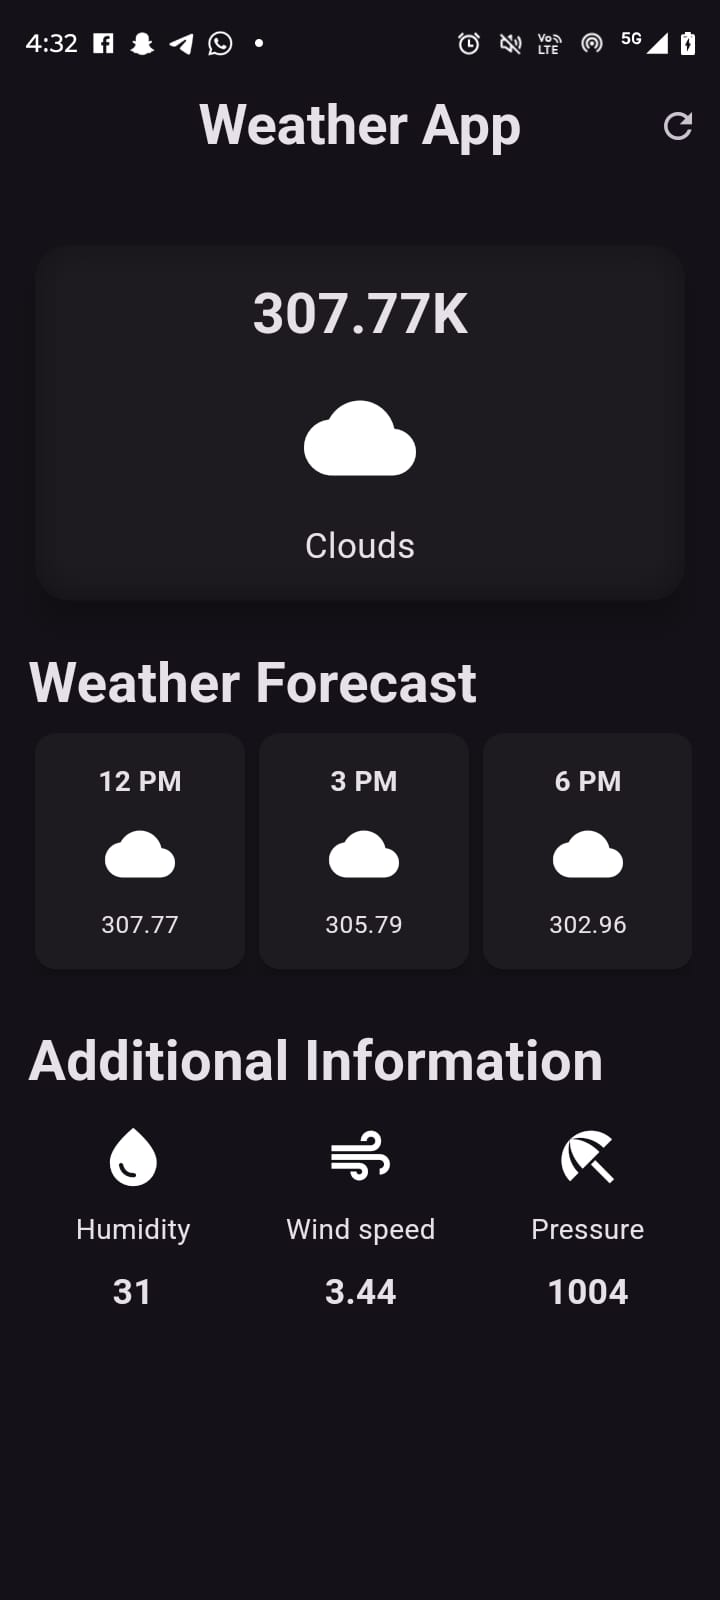 4:32 Vo LTE 5G
Weather App
307.77K
Clouds
Weather Forecast
12 PM 3 PM 6 PM
307.77 305.79 302.96
Additional Information
Humidity Wind speed Pressure
31 3.44 1004